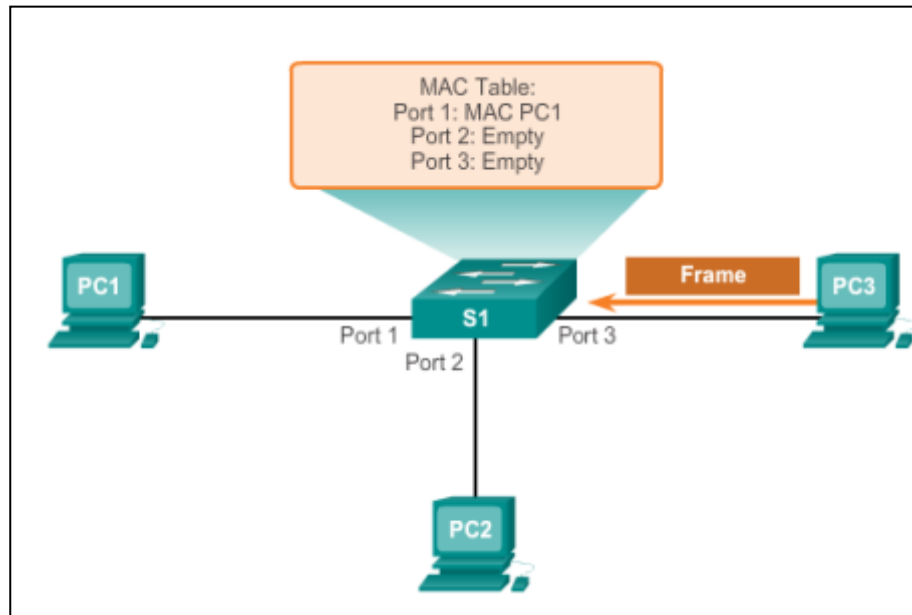 MAC Table:
Port 1: MAC PC1
Port 2: Empty
Port 3: Empty
PC1
Frame
PC3
S1
Port 1
Port 3
Port 2
PC2